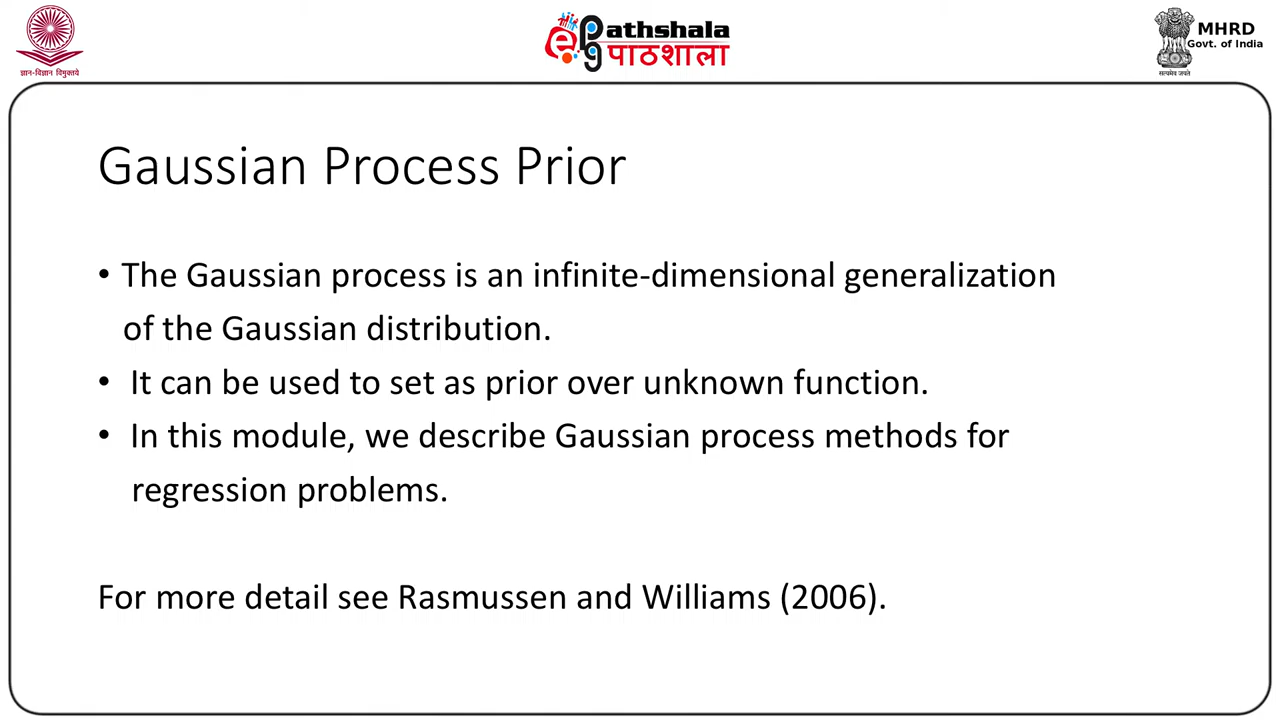 ज्ञान-विज्ञान विमुक्तये
epg Pathshala
पाठशाला
MHRD
Govt. of India
सत्यमेव जयते
Gaussian Process Prior
• The Gaussian process is an infinite-dimensional generalization
of the Gaussian distribution.
• It can be used to set as prior over unknown function.
• In this module, we describe Gaussian process methods for
regression problems.
For more detail see Rasmussen and Williams (2006).